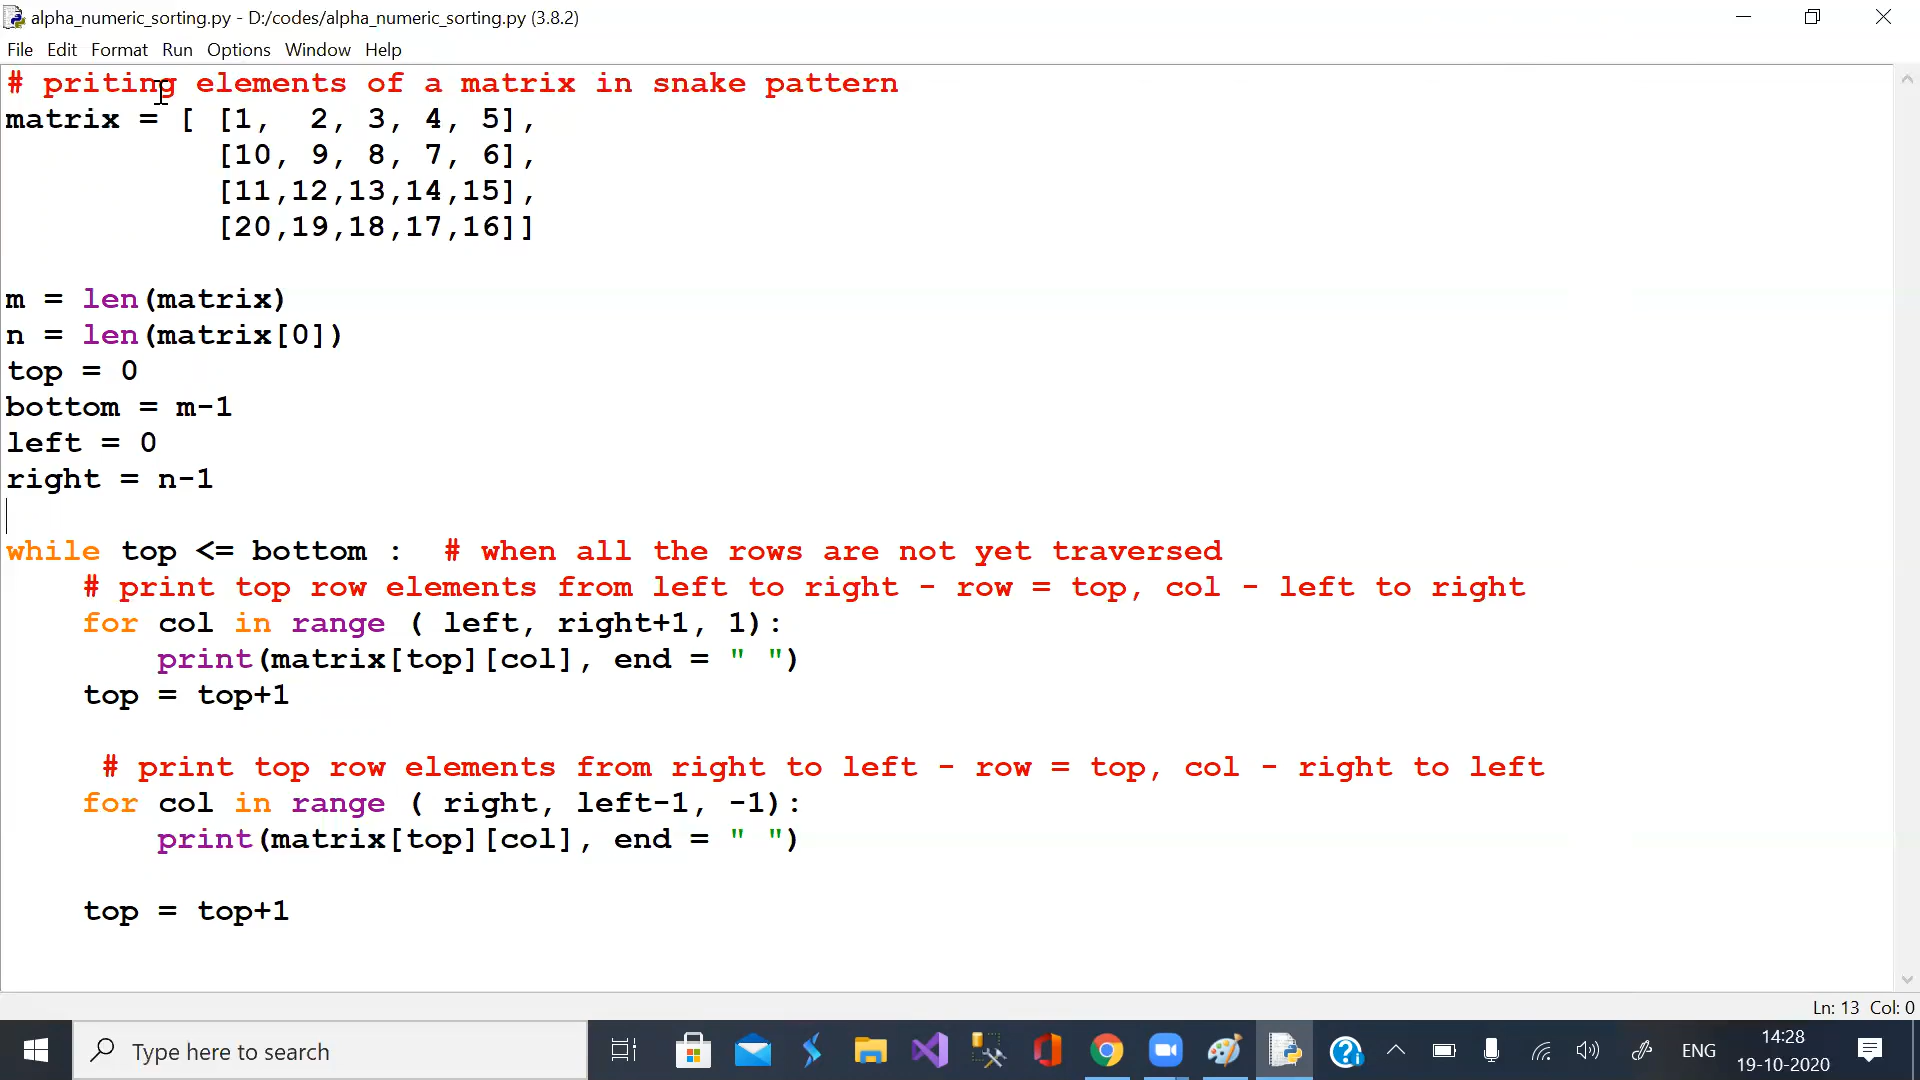 alpha_numeric_sorting.py - D:/codes/alpha_numeric_sorting.py (3.8.2)
File Edit Format Run Options Window Help
# priting elements of a matrix in snake pattern
matrix = [ [1,  2, 3, 4, 5],
[10, 9, 8, 7, 6],
[11,12,13,14,15],
[20,19,18,17,16]]
m = len(matrix)
n = len(matrix[0])
top = 0
bottom = m-1
left = 0
right = n-1
while top <= bottom :  # when all the rows are not yet traversed
# print top row elements from left to right - row = top, col - left to right
for col in range ( left, right+1, 1):
print(matrix[top][col], end = " ")
top = top+1
# print top row elements from right to left - row = top, col - right to left
for col in range ( right, left-1, -1):
print(matrix[top][col], end = " ")
top = top+1
Ln: 13 Col: 0
Type here to search
ENG
14:28
19-10-2020